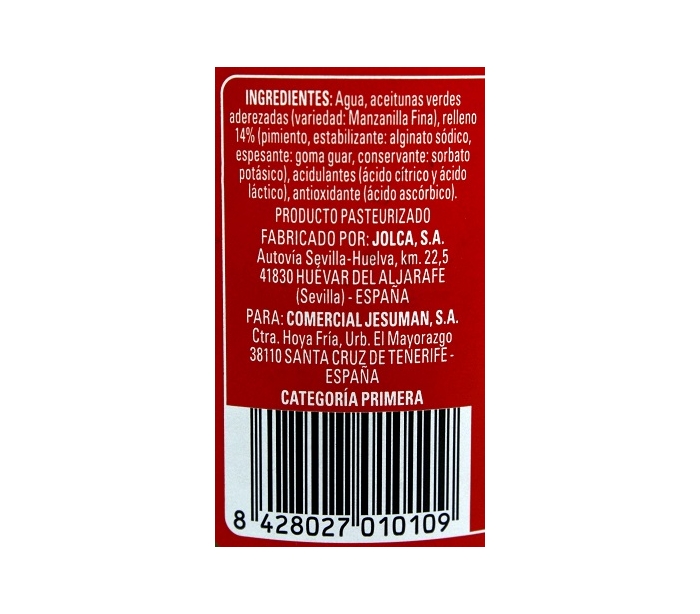 INGREDIENTES: Agua, aceitunas verdes
aderezadas (variedad: Manzanilla Fina), relleno
14% (pimiento, estabilizante: alginato sódico,
espesante: goma guar, conservante: sorbato
potásico), acidulantes (ácido cítrico y ácido
láctico), antioxidante (ácido ascórbico).
PRODUCTO PASTEURIZADO
FABRICADO POR: JOLCA, S.A.
Autovía Sevilla-Huelva, km. 22,5
41830 HUÉVAR DEL ALJARAFE
(Sevilla) - ESPAÑA
PARA: COMERCIAL JESUMAN, S.A.
Ctra. Hoya Fría, Urb. El Mayorazgo
38110 SANTA CRUZ DE TENERIFE -
ESPAÑA
CATEGORÍA PRIMERA
8 428027 010109